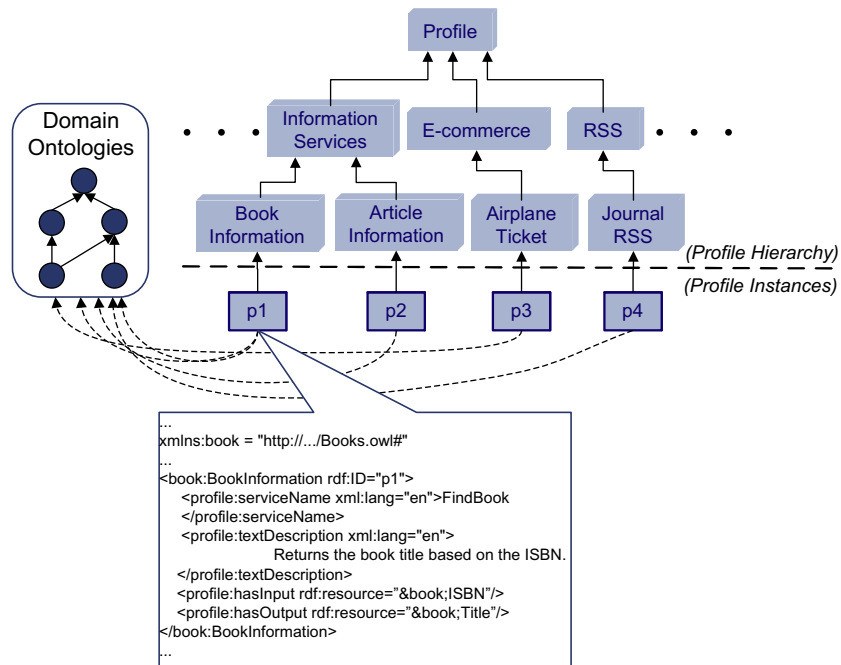 Profile
Domain
Ontologies
Information
Services
E-commerce
RSS
Book
Information
Article
Information
Airplane
Ticket
Journal
RSS
(Profile Hierarchy)
(Profile Instances)
p1
p2
p3
p4
...
xmlns:book = "http://.../Books.owl#"
...
<book:BookInformation rdf:ID="p1">
<profile:serviceName xml:lang="en">FindBook
</profile:serviceName>
<profile:textDescription xml:lang="en">
Returns the book title based on the ISBN.
</profile:textDescription>
<profile:hasInput rdf:resource=”&book;ISBN”/>
<profile:hasOutput rdf:resource=”&book;Title”/>
</book:BookInformation>
...